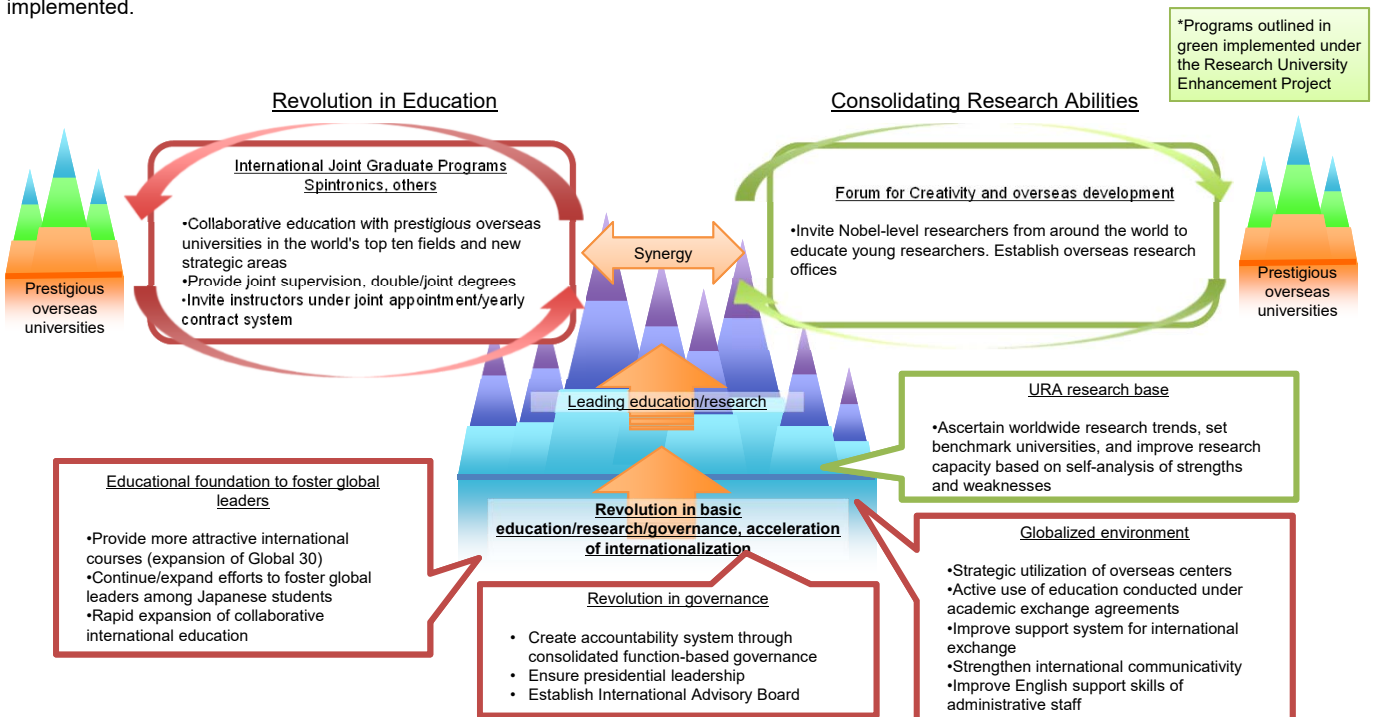 implemented.
*Programs outlined in
green implemented under
the Research University
Enhancement Project
Revolution in Education
Consolidating Research Abilities
International Joint Graduate Programs
Spintronics, others
•Collaborative education with prestigious overseas
universities in the world's top ten fields and new
strategic areas
•Provide joint supervision, double/joint degrees
•Invite instructors under joint appointment/yearly
contract system
Forum for Creativity and overseas development
•Invite Nobel-level researchers from around the world to
educate young researchers. Establish overseas research
offices
Synergy
Prestigious
overseas
universities
Prestigious
overseas
universities
Leading education/research
URA research base
•Ascertain worldwide research trends, set
benchmark universities, and improve research
capacity based on self-analysis of strengths
and weaknesses
Educational foundation to foster global
leaders
•Provide more attractive international
courses (expansion of Global 30)
•Continue/expand efforts to foster global
leaders among Japanese students
•Rapid expansion of collaborative
international education
Revolution in basic
education/research/governance, acceleration
of internationalization
Revolution in governance
• Create accountability system through
consolidated function-based governance
• Ensure presidential leadership
• Establish International Advisory Board
Globalized environment
•Strategic utilization of overseas centers
•Active use of education conducted under
academic exchange agreements
•Improve support system for international
exchange
•Strengthen international communicativity
•Improve English support skills of
administrative staff